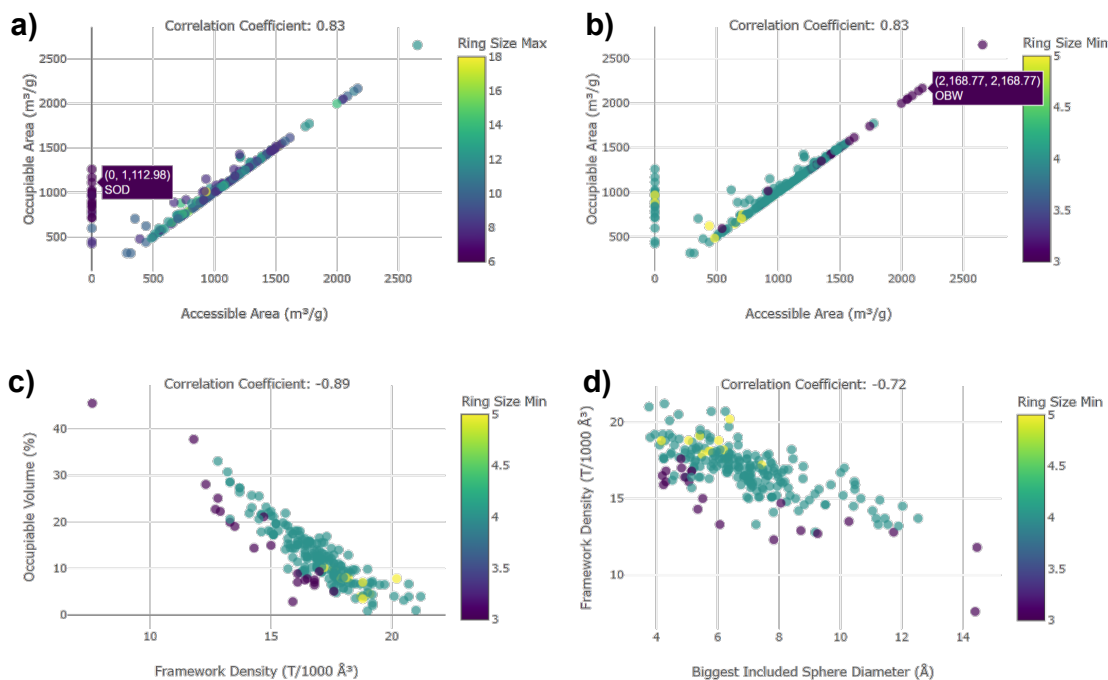 a)
Correlation Coefficient: 0.83
Ring Size Max
Occupiable Area (m³/g)
2500
2000
1500
1000
500
(0, 1,112.98)
SOD
0
500
1000
1500
2000
2500
Accessible Area (m³/g)
18
16
14
12
10
8
6
b)
Correlation Coefficient: 0.83
Ring Size Min
Occupiable Area (m³/g)
2500
2000
1500
1000
500
(2,168.77, 2,168.77)
OBW
0
500
1000
1500
2000
2500
Accessible Area (m³/g)
5
4.5
4
3.5
3
c)
Correlation Coefficient: -0.89
Ring Size Min
Occupiable Volume (%)
40
30
20
10
0
10
15
20
Framework Density (T/1000 Å³)
5
4.5
4
3.5
3
d)
Correlation Coefficient: -0.72
Ring Size Min
Framework Density (T/1000 Å³)
20
15
10
4
6
8
10
12
14
Biggest Included Sphere Diameter (Å)
5
4.5
4
3.5
3